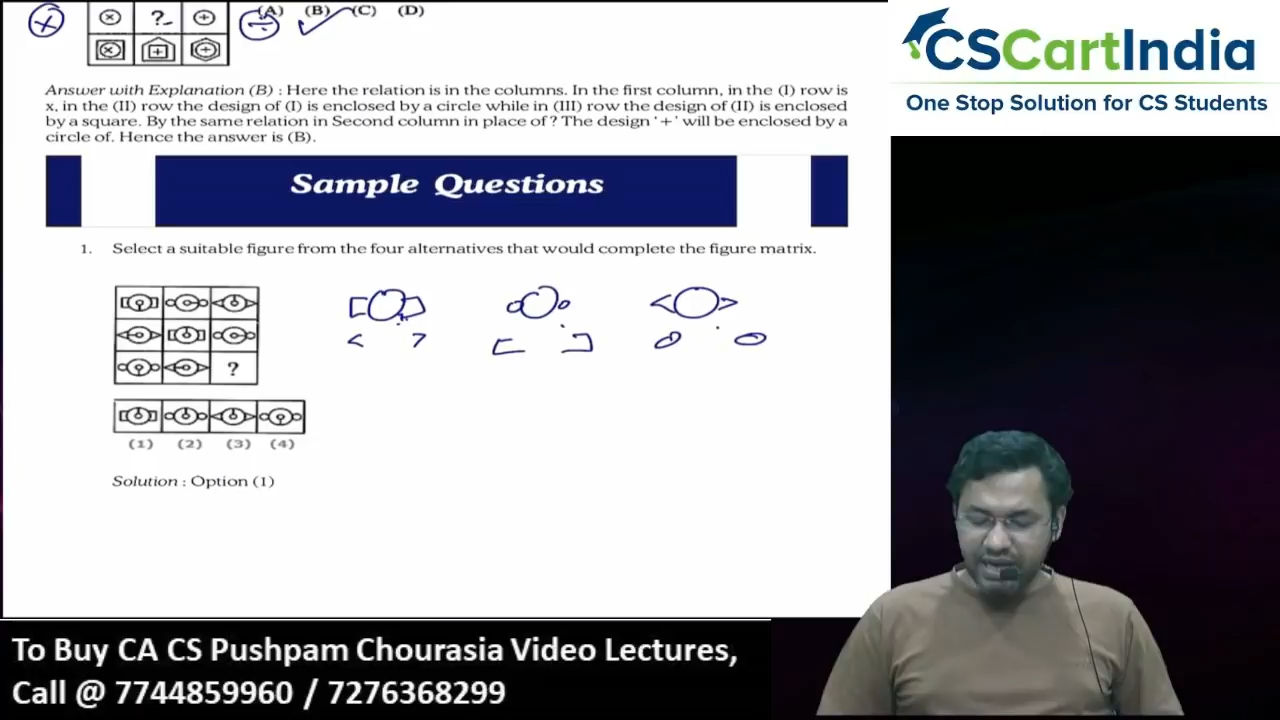 ?
(A) (B) (C) (D)
Answer with Explanation (B) : Here the relation is in the columns. In the first column, in the (I) row is
x, in the (II) row the design of (I) is enclosed by a circle while in (III) row the design of (II) is enclosed
by a square. By the same relation in Second column in place of ? The design '+' will be enclosed by a
circle of. Hence the answer is (B).
Sample Questions
1. Select a suitable figure from the four alternatives that would complete the figure matrix.
?
(1) (2) (3) (4)
Solution : Option (1)
CSCartIndia
One Stop Solution for CS Students
To Buy CA CS Pushpam Chourasia Video Lectures,
Call @ 7744859960 / 7276368299